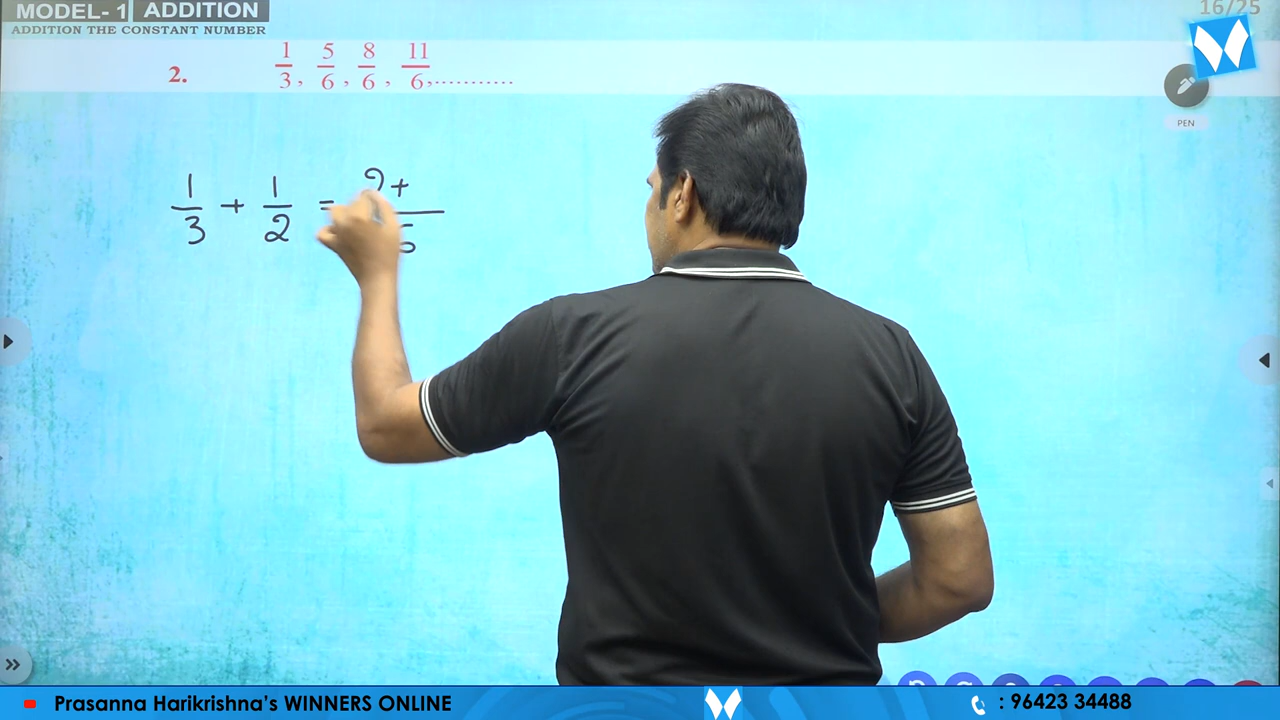 MODEL- 1 ADDITION
16/25
ADDITION THE CONSTANT NUMBER
2. 1/3, 5/6, 8/6, 11/6,...........
PEN
1/3 + 1/2 = 2+
Prasanna Harikrishna's WINNERS ONLINE
: 96423 34488